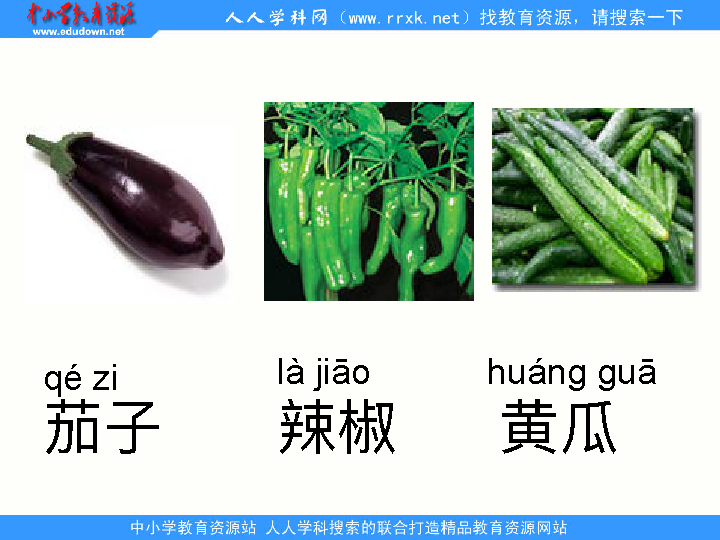 中小学教育资源
www.edudown.net
人人学科网（www.rrxk.net）找教育资源，请搜索一下
qé zi
là jiāo
huáng guā
茄子
辣椒
黄瓜
中小学教育资源站 人人学科搜索的联合打造精品教育资源网站